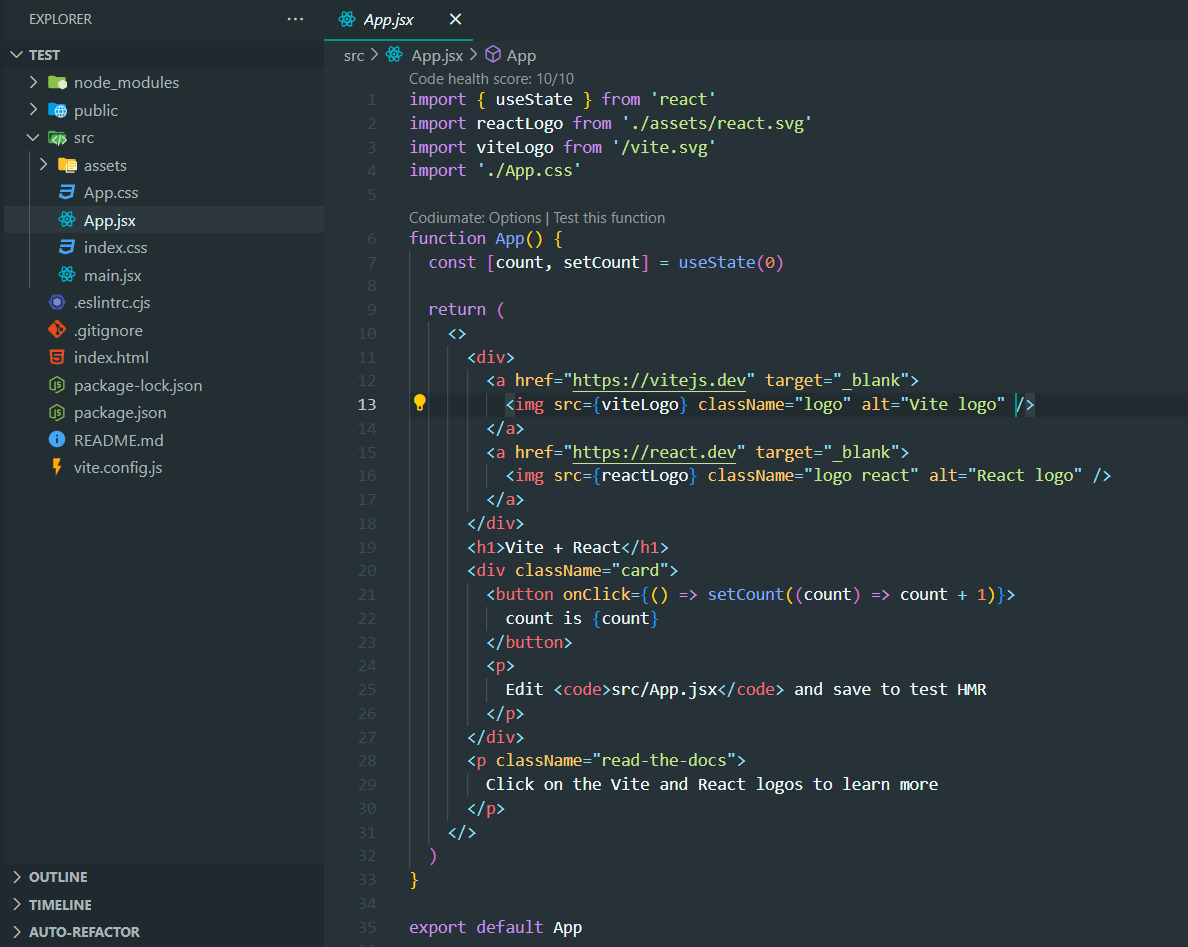 EXPLORER
TEST
node_modules
public
src
assets
App.css
App.jsx
index.css
main.jsx
.eslintrc.cjs
.gitignore
index.html
package-lock.json
package.json
README.md
vite.config.js
OUTLINE
TIMELINE
AUTO-REFACTOR
App.jsx
src > App.jsx > App
Code health score: 10/10
1 import { useState } from 'react'
2 import reactLogo from './assets/react.svg'
3 import viteLogo from '/vite.svg'
4 import './App.css'
5
Codiumate: Options | Test this function
6 function App() {
7   const [count, setCount] = useState(0)
8
9   return (
10     <>
11       <div>
12         <a href="https://vitejs.dev" target="_blank">
13           <img src={viteLogo} className="logo" alt="Vite logo" />
14         </a>
15         <a href="https://react.dev" target="_blank">
16           <img src={reactLogo} className="logo react" alt="React logo" />
17         </a>
18       </div>
19       <h1>Vite + React</h1>
20       <div className="card">
21         <button onClick={() => setCount((count) => count + 1)}>
22           count is {count}
23         </button>
24         <p>
25           Edit <code>src/App.jsx</code> and save to test HMR
26         </p>
27       </div>
28       <p className="read-the-docs">
29         Click on the Vite and React logos to learn more
30       </p>
31     </>
32   )
33 }
34
35 export default App